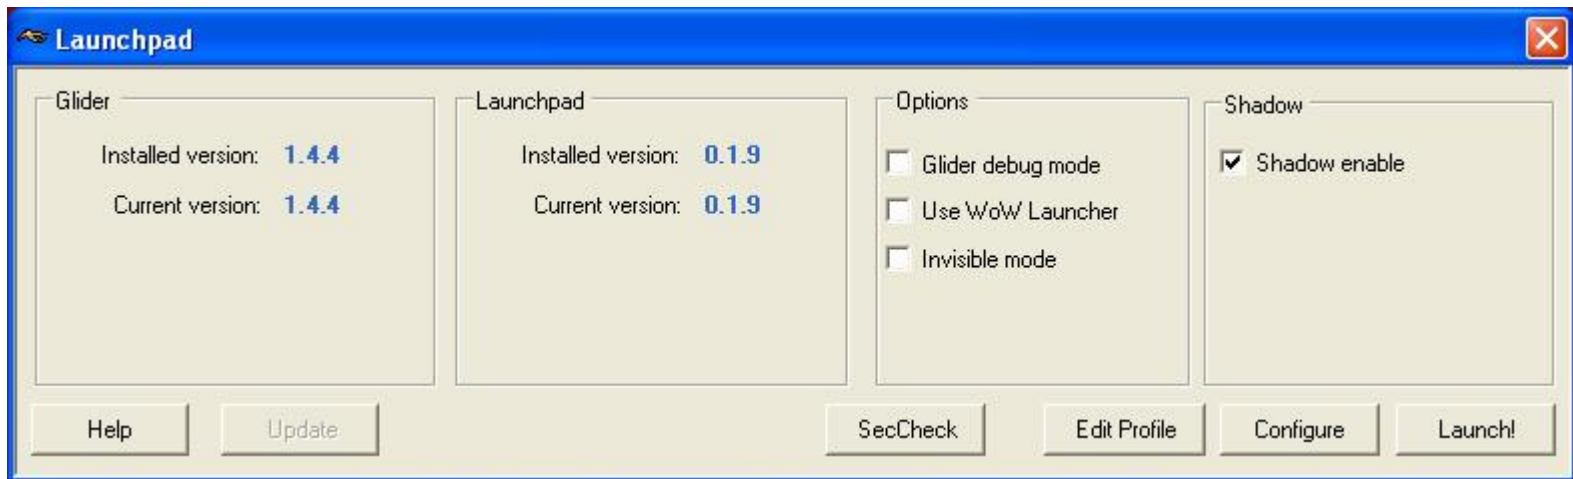 Launchpad
Glider
Installed version: 1.4.4
Current version: 1.4.4
Launchpad
Installed version: 0.1.9
Current version: 0.1.9
Options
Glider debug mode
Use WoW Launcher
Invisible mode
Shadow
Shadow enable
Help
Update
SecCheck
Edit Profile
Configure
Launch!